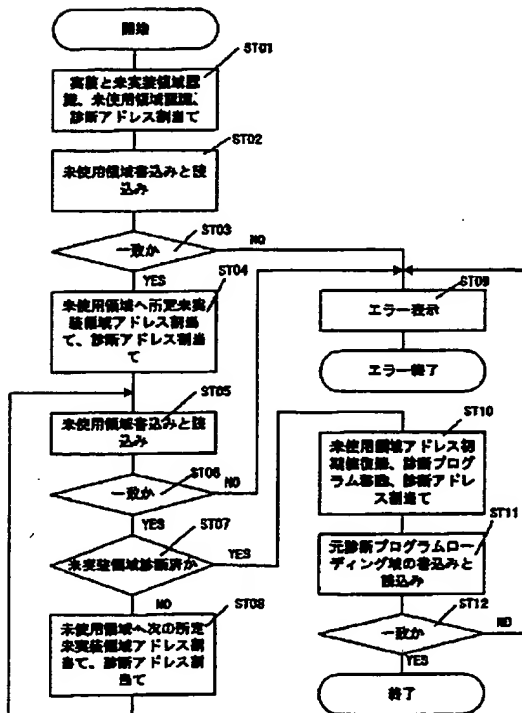 開始
ST01
実装と未実装領域認
識、未使用領域認識、
診断アドレス割当て
ST02
未使用領域書込みと読
込み
ST03
一致か
NO
YES
ST04
未使用領域へ所定未実
装領域アドレス割当
て、診断アドレス割当
て
ST05
未使用領域書込みと読
込み
ST06
一致か
NO
YES
ST07
未実装領域診断済か
YES
NO
ST08
未使用領域へ次の所定
未実装領域アドレス割
当て、診断アドレス割
当て
ST09
エラー表示
エラー終了
ST10
未使用領域アドレス初
期値復旧、診断プログ
ラム移動、診断アドレ
ス割当て
ST11
元診断プログラムロー
ディング域の書込みと
読込み
ST12
一致か
NO
YES
終了